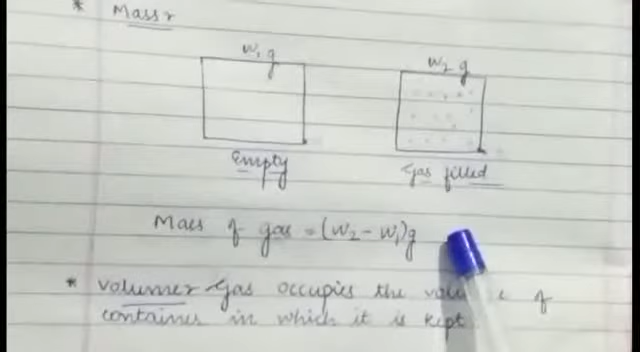 * Mass:
W₁ g
W₂ g
Empty
Gas filled
Mass of gas = (W₂ - W₁)g
* Volume:- Gas occupies the of
container in which it is kept